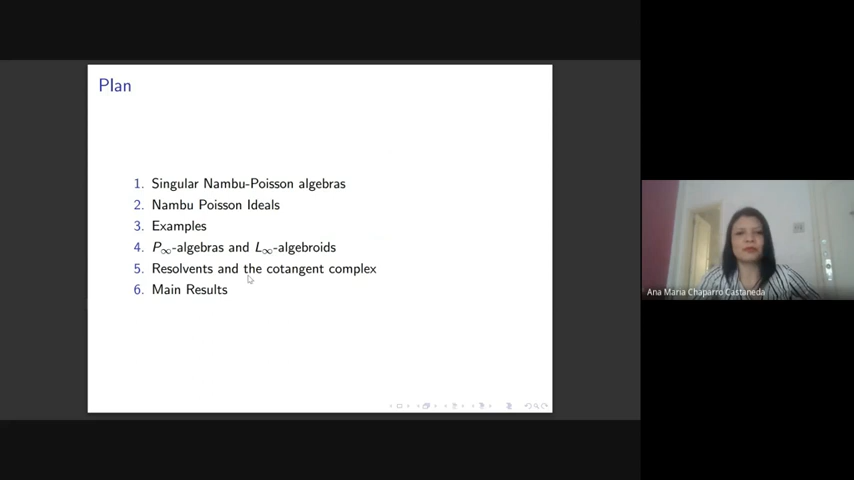 Plan
1. Singular Nambu-Poisson algebras
2. Nambu Poisson Ideals
3. Examples
4. P∞-algebras and L∞-algebroids
5. Resolvents and the cotangent complex
6. Main Results
Ana Maria Chaparro Castaneda